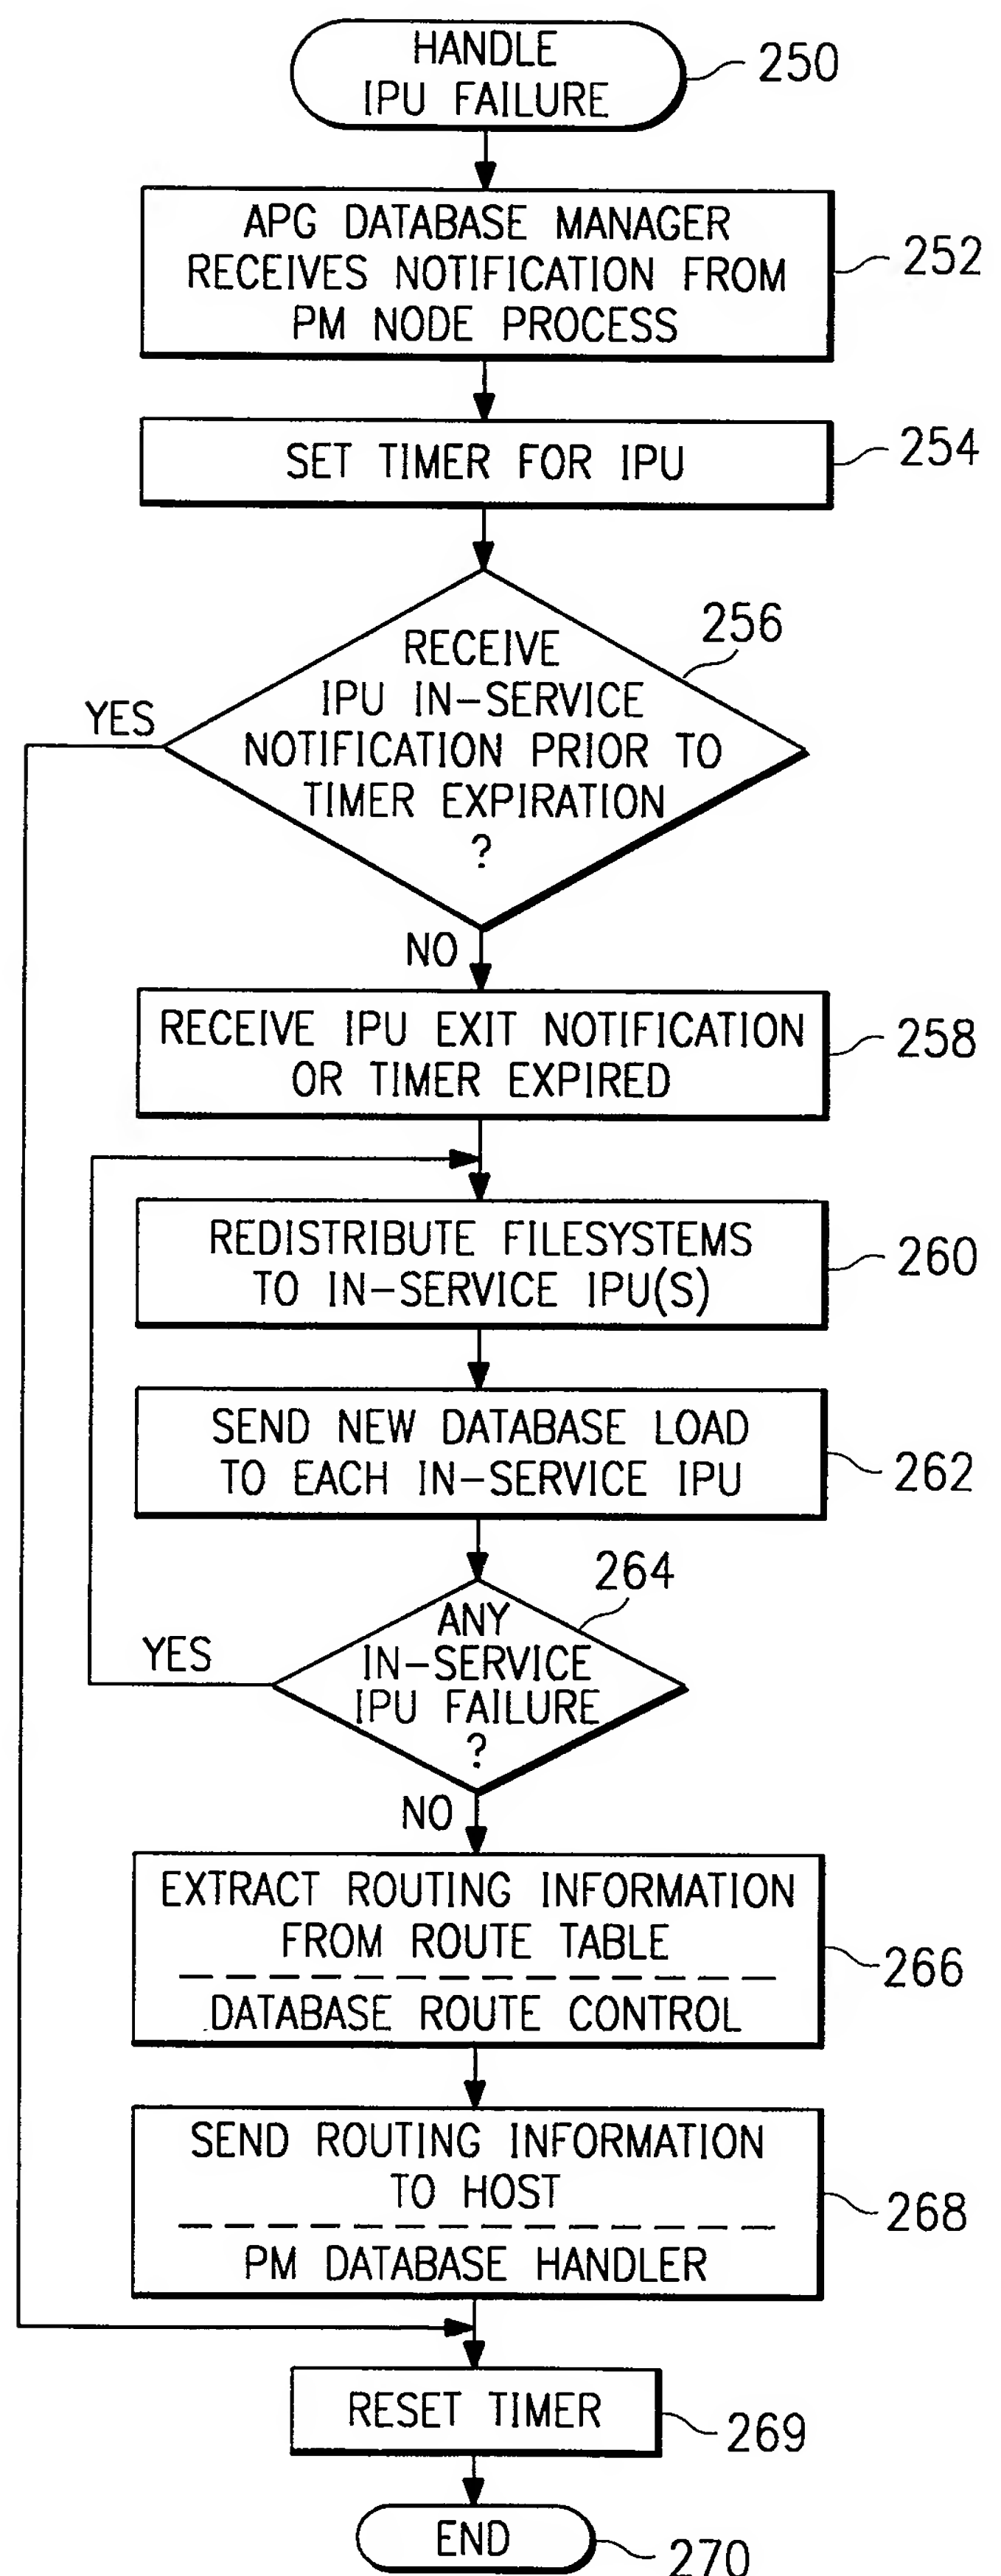 HANDLE
IPU FAILURE
250
APG DATABASE MANAGER
RECEIVES NOTIFICATION FROM
PM NODE PROCESS
252
SET TIMER FOR IPU
254
256
RECEIVE
IPU IN-SERVICE
NOTIFICATION PRIOR TO
TIMER EXPIRATION
?
YES
NO
RECEIVE IPU EXIT NOTIFICATION
OR TIMER EXPIRED
258
REDISTRIBUTE FILESYSTEMS
TO IN-SERVICE IPU(S)
260
SEND NEW DATABASE LOAD
TO EACH IN-SERVICE IPU
262
264
ANY
IN-SERVICE
IPU FAILURE
?
YES
NO
EXTRACT ROUTING INFORMATION
FROM ROUTE TABLE
DATABASE ROUTE CONTROL
266
SEND ROUTING INFORMATION
TO HOST
PM DATABASE HANDLER
268
RESET TIMER
269
END
270